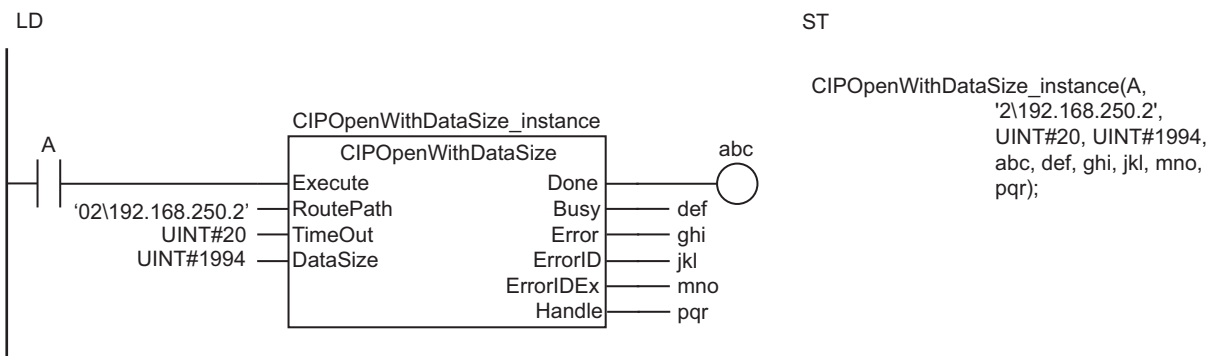 LD
ST
CIPOpenWithDataSize_instance(A,
'2\192.168.250.2',
UINT#20, UINT#1994,
abc, def, ghi, jkl, mno,
pqr);
CIPOpenWithDataSize_instance
A
CIPOpenWithDataSize
abc
Execute
Done
‘02\192.168.250.2’
RoutePath
Busy
def
UINT#20
TimeOut
Error
ghi
UINT#1994
DataSize
ErrorID
jkl
ErrorIDEx
mno
Handle
pqr